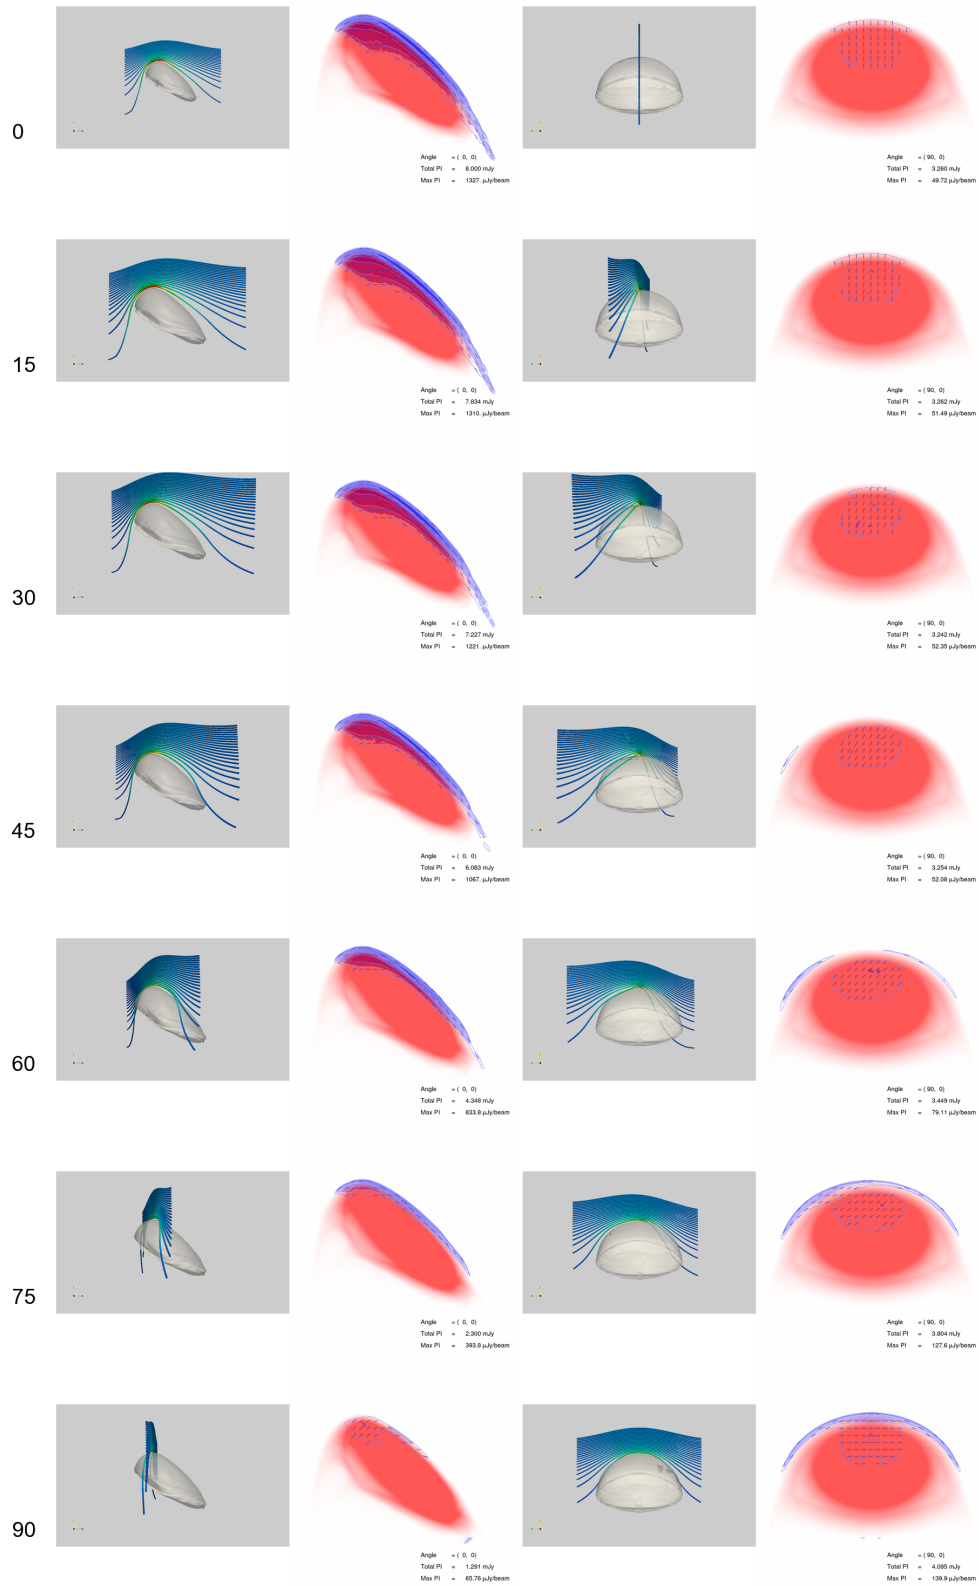 0
Angle = ( 0, 0)
Total PI = 8.000 mJy
Max PI = 1327. µJy/beam
Angle = ( 90, 0)
Total PI = 3.260 mJy
Max PI = 49.72 µJy/beam
15
Angle = ( 0, 0)
Total PI = 7.834 mJy
Max PI = 1310. µJy/beam
Angle = ( 90, 0)
Total PI = 3.262 mJy
Max PI = 51.49 µJy/beam
30
Angle = ( 0, 0)
Total PI = 7.227 mJy
Max PI = 1221. µJy/beam
Angle = ( 90, 0)
Total PI = 3.242 mJy
Max PI = 52.35 µJy/beam
45
Angle = ( 0, 0)
Total PI = 6.083 mJy
Max PI = 1067. µJy/beam
Angle = ( 90, 0)
Total PI = 3.254 mJy
Max PI = 52.08 µJy/beam
60
Angle = ( 0, 0)
Total PI = 4.348 mJy
Max PI = 833.8 µJy/beam
Angle = ( 90, 0)
Total PI = 3.449 mJy
Max PI = 79.11 µJy/beam
75
Angle = ( 0, 0)
Total PI = 2.300 mJy
Max PI = 393.8 µJy/beam
Angle = ( 90, 0)
Total PI = 3.804 mJy
Max PI = 127.6 µJy/beam
90
Angle = ( 0, 0)
Total PI = 1.291 mJy
Max PI = 65.76 µJy/beam
Angle = ( 90, 0)
Total PI = 4.095 mJy
Max PI = 139.9 µJy/beam